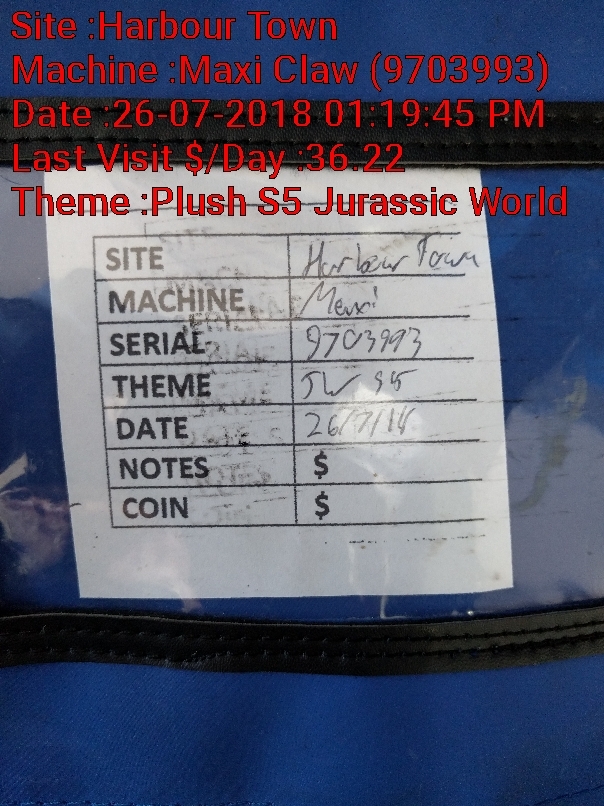 Site :Harbour Town
Machine :Maxi Claw (9703993)
Date :26-07-2018 01:19:45 PM
Last Visit $/Day :36.22
Theme :Plush S5 Jurassic World
SITE Harbour Town
MACHINE Maxi
SERIAL 9703993
THEME JW S5
DATE 26/7/18
NOTES $
COIN $